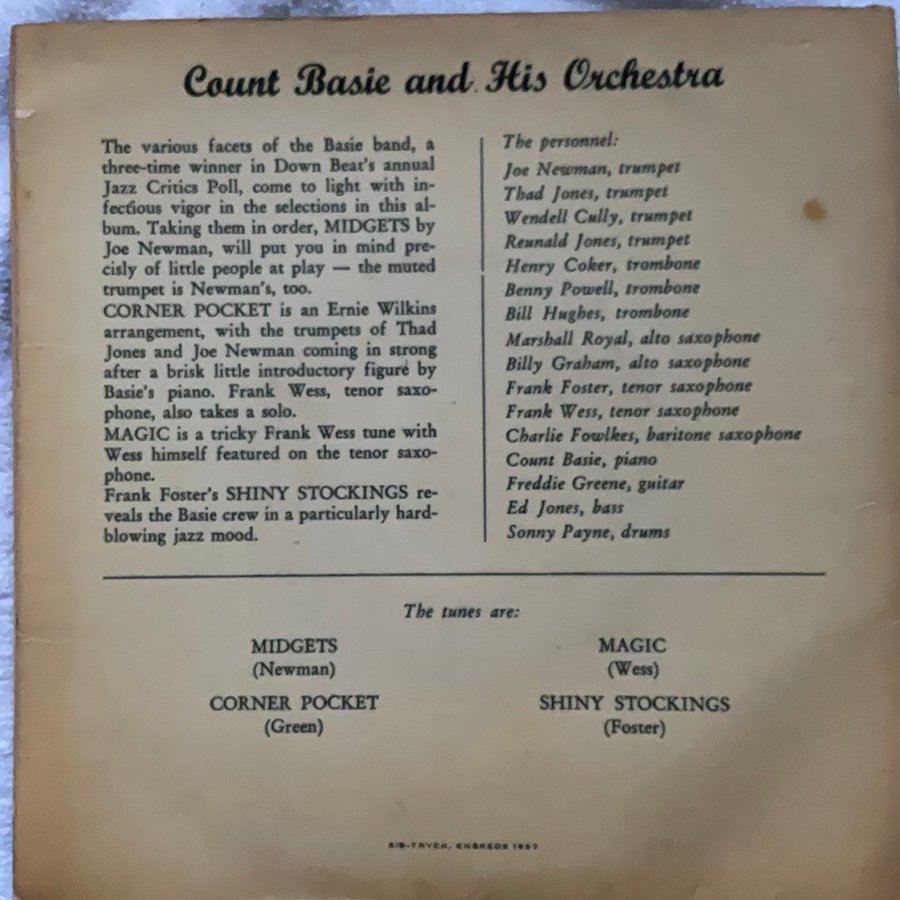 Count Basie and His Orchestra
The various facets of the Basie band, a
three-time winner in Down Beat's annual
Jazz Critics Poll, come to light with in-
fectious vigor in the selections in this al-
bum. Taking them in order, MIDGETS by
Joe Newman, will put you in mind pre-
cisly of little people at play — the muted
trumpet is Newman's, too.
CORNER POCKET is an Ernie Wilkins
arrangement, with the trumpets of Thad
Jones and Joe Newman coming in strong
after a brisk little introductory figure by
Basie's piano. Frank Wess, tenor saxo-
phone, also takes a solo.
MAGIC is a tricky Frank Wess tune with
Wess himself featured on the tenor saxo-
phone.
Frank Foster's SHINY STOCKINGS re-
veals the Basie crew in a particularly hard-
blowing jazz mood.
The personnel:
Joe Newman, trumpet
Thad Jones, trumpet
Wendell Cully, trumpet
Reunald Jones, trumpet
Henry Coker, trombone
Benny Powell, trombone
Bill Hughes, trombone
Marshall Royal, alto saxophone
Billy Graham, alto saxophone
Frank Foster, tenor saxophone
Frank Wess, tenor saxophone
Charlie Fowlkes, baritone saxophone
Count Basie, piano
Freddie Greene, guitar
Ed Jones, bass
Sonny Payne, drums
The tunes are:
MIDGETS
(Newman)
CORNER POCKET
(Green)
MAGIC
(Wess)
SHINY STOCKINGS
(Foster)
1957